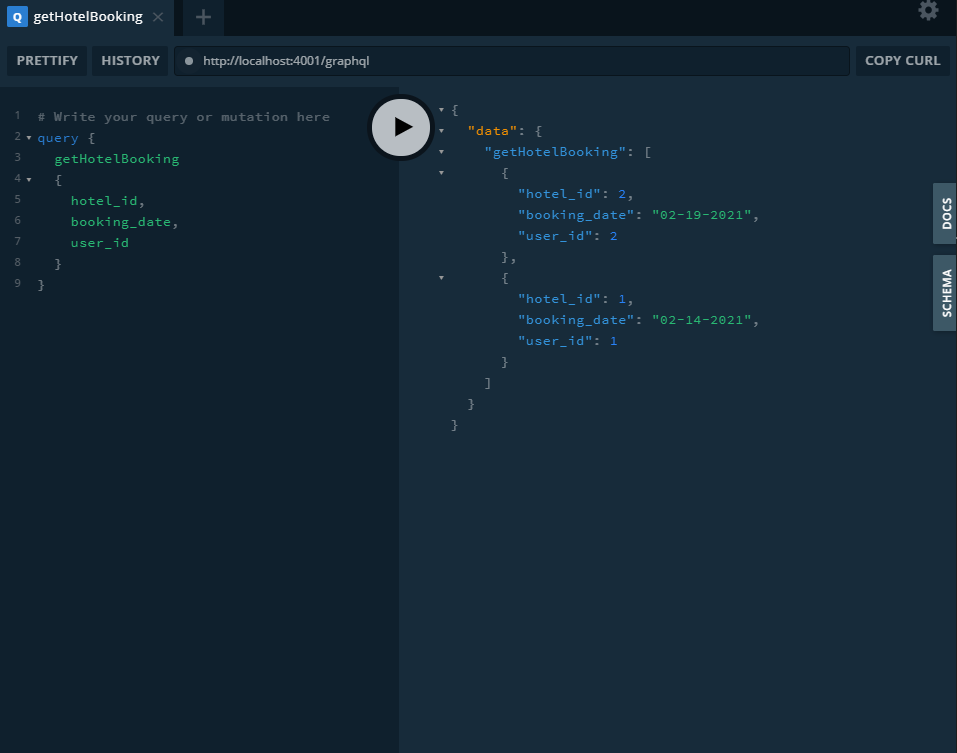 Q getHotelBooking × +
PRETTIFY HISTORY http://localhost:4001/graphql COPY CURL
1 # Write your query or mutation here
2 query {
3 getHotelBooking
4 {
5 hotel_id,
6 booking_date,
7 user_id
8 }
9 }
{
"data": {
"getHotelBooking": [
{
"hotel_id": 2,
"booking_date": "02-19-2021",
"user_id": 2
},
{
"hotel_id": 1,
"booking_date": "02-14-2021",
"user_id": 1
}
]
}
}
DOCS
SCHEMA